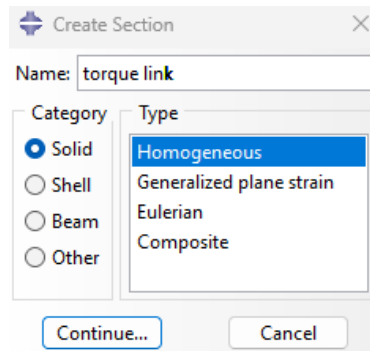 Create Section
Name: torque link
Category
Type
Solid
Shell
Beam
Other
Homogeneous
Generalized plane strain
Eulerian
Composite
Continue...
Cancel